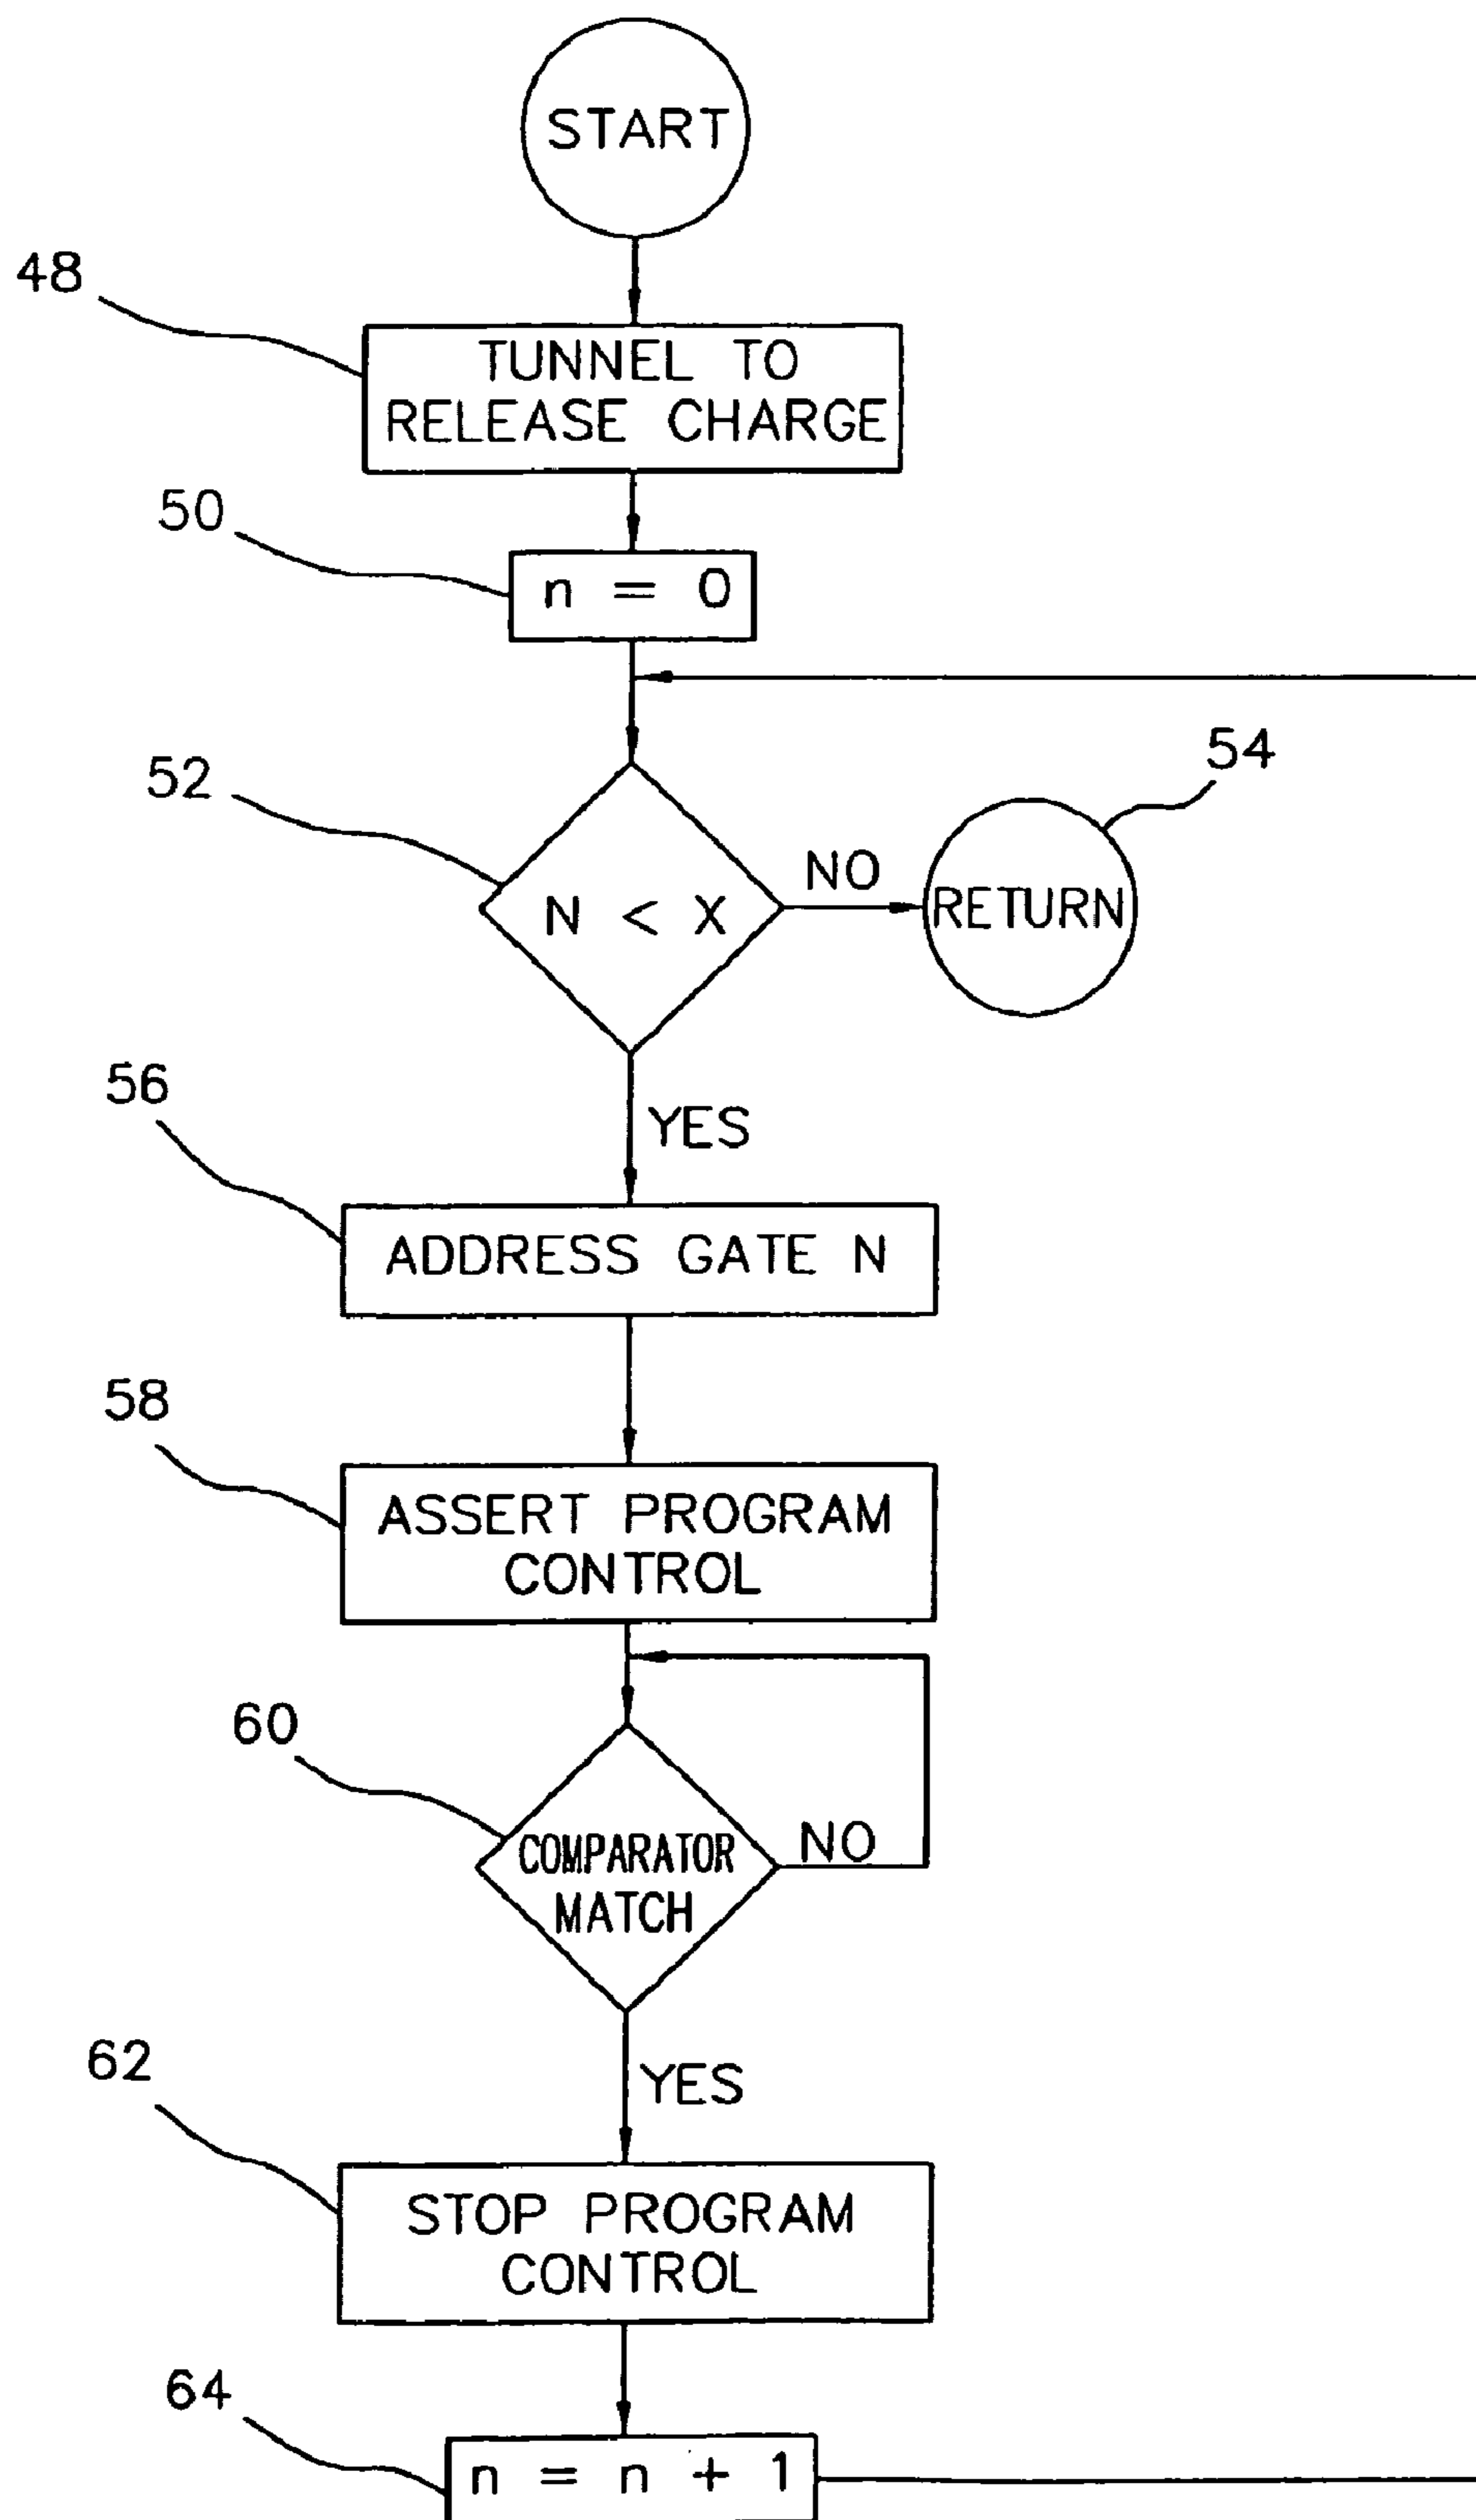 START
48
TUNNEL TO
RELEASE CHARGE
50
n = 0
52
N < X
NO
54
RETURN
YES
56
ADDRESS GATE N
58
ASSERT PROGRAM
CONTROL
60
COMPARATOR
MATCH
NO
YES
62
STOP PROGRAM
CONTROL
64
n = n + 1